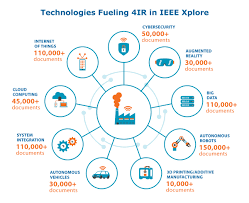 Technologies Fueling 4IR in IEEE Xplore
CYBERSECURITY
50,000+
documents
INTERNET
OF THINGS
110,000+
documents
AUGMENTED
REALITY
30,000+
documents
CLOUD
COMPUTING
45,000+
documents
BIG
DATA
110,000+
documents
SYSTEM
INTEGRATION
110,000+
documents
AUTONOMOUS
ROBOTS
150,000+
documents
AUTONOMOUS
VEHICLES
30,000+
documents
3D PRINTING/ADDITIVE
MANUFACTURING
10,000+
documents